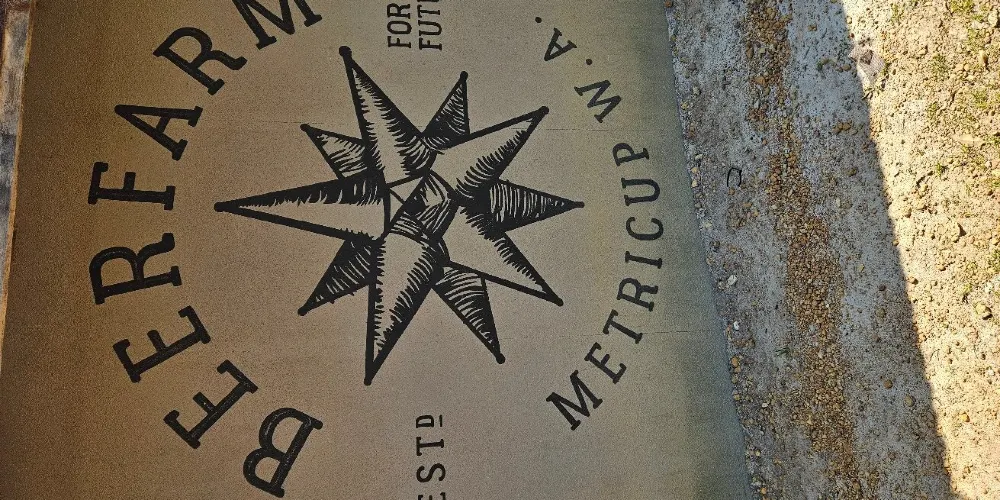 BEERFARM
ESTD
FOR
METRICUP W.A.